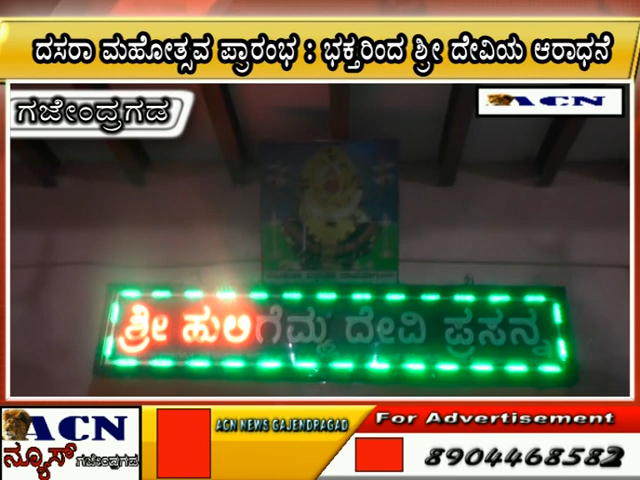 ದಸರಾ ಮಹೋತ್ಸವ ಪ್ರಾರಂಭ : ಭಕ್ತರಿಂದ ಶ್ರೀ ದೇವಿಯ ಆರಾಧನೆ
ಗಜೇಂದ್ರಗಡ
ACN
ಶ್ರೀ ಹುಲಿಗೆಮ್ಮ ದೇವಿ ಪ್ರಸನ್ನ
ACN
ನ್ಯೂಸ್ ಗಜೇಂದ್ರಗಡ
ACN NEWS GAJENDRAGAD
For Advertisement
8904468582